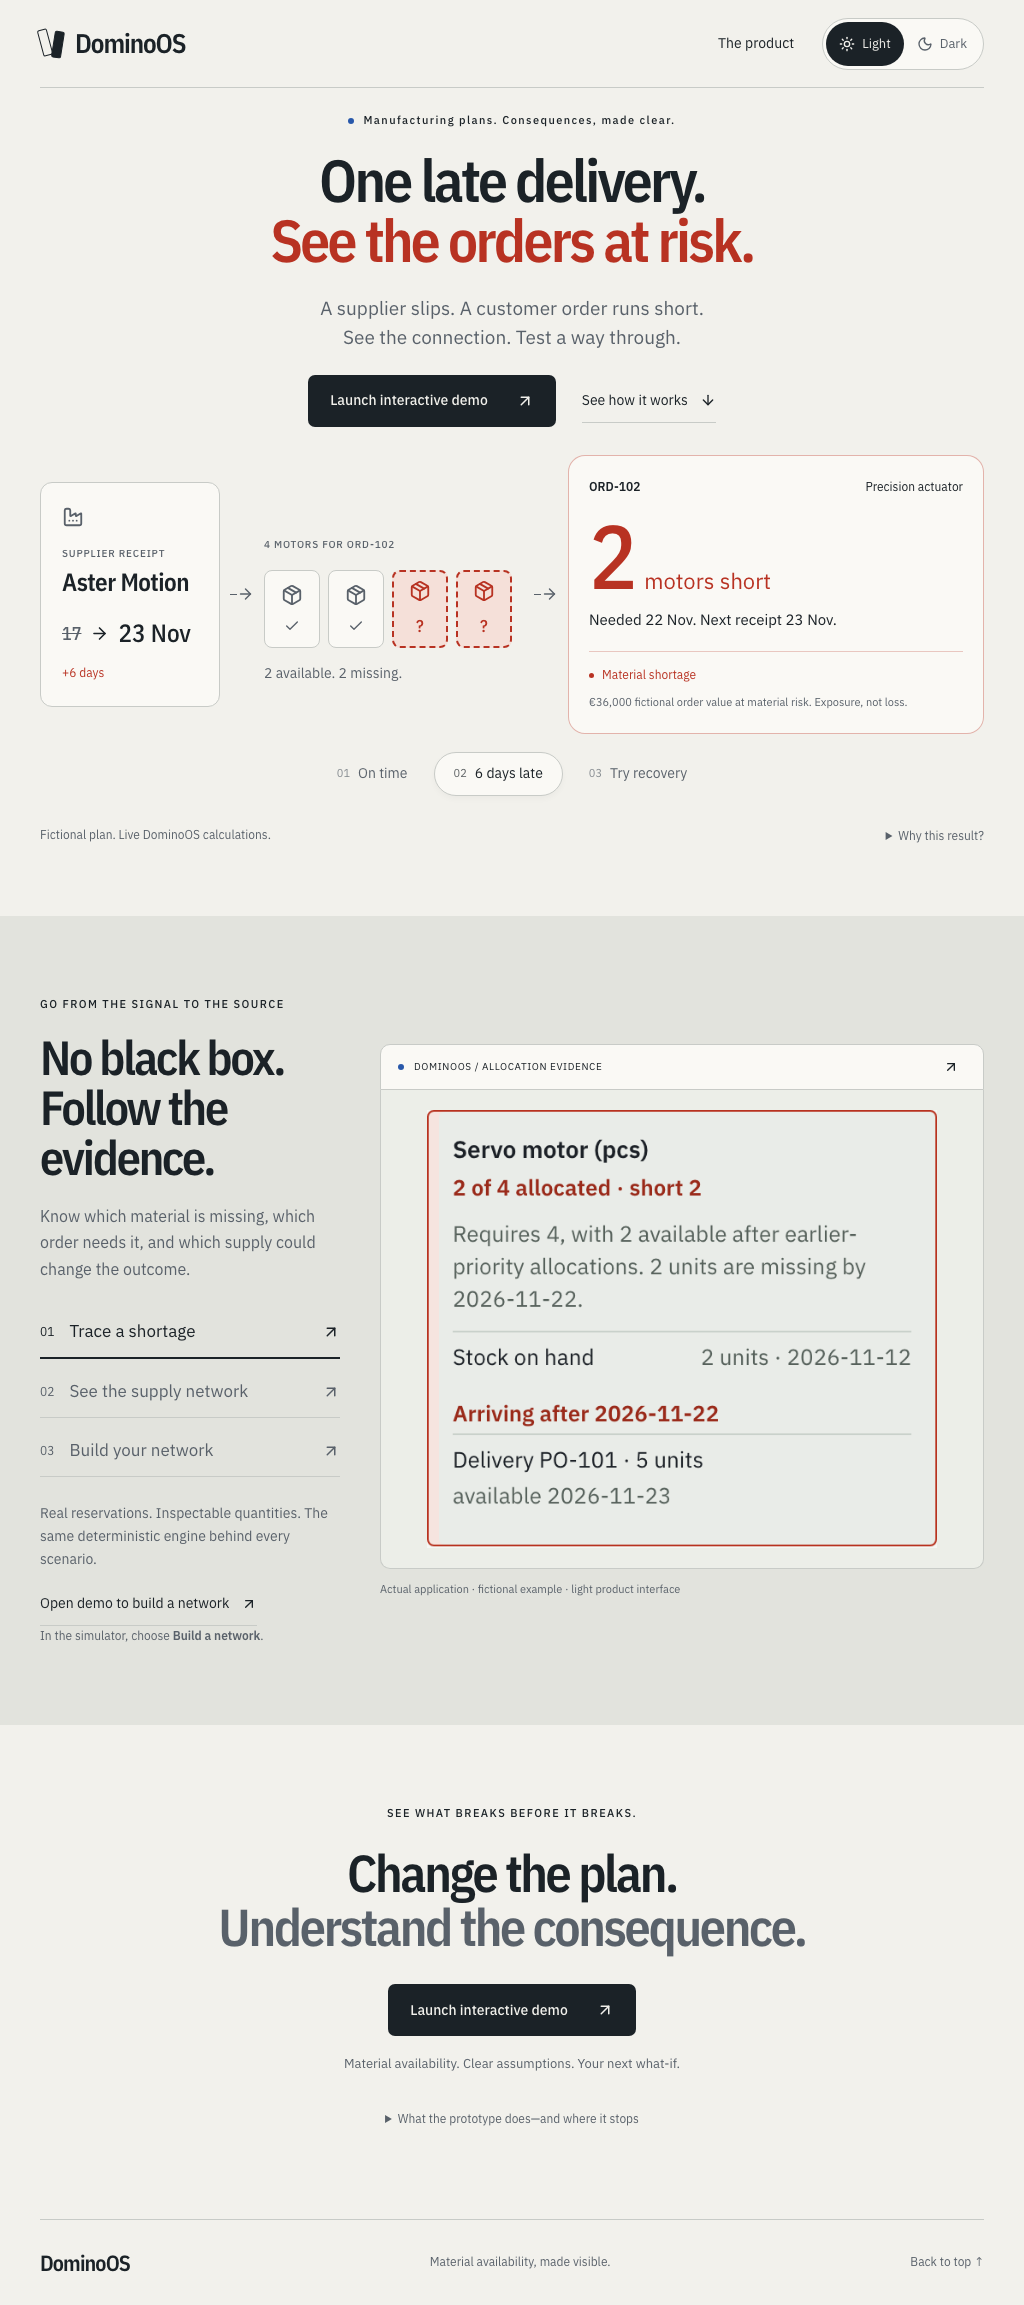 DominoOS
The product
Light
Dark
Manufacturing plans. Consequences, made clear.
One late delivery.
See the orders at risk.
A supplier slips. A customer order runs short.
See the connection. Test a way through.
Launch interactive demo
See how it works ↓
SUPPLIER RECEIPT
Aster Motion
17 → 23 Nov
+6 days
4 MOTORS FOR ORD-102
? ?
2 available. 2 missing.
ORD-102
Precision actuator
2 motors short
Needed 22 Nov. Next receipt 23 Nov.
Material shortage
€36,000 fictional order value at material risk. Exposure, not loss.
01 On time
02 6 days late
03 Try recovery
Fictional plan. Live DominoOS calculations.
▶ Why this result?
GO FROM THE SIGNAL TO THE SOURCE
No black box.
Follow the
evidence.
Know which material is missing, which
order needs it, and which supply could
change the outcome.
01 Trace a shortage
02 See the supply network
03 Build your network
Real reservations. Inspectable quantities. The
same deterministic engine behind every
scenario.
Open demo to build a network
In the simulator, choose Build a network.
DOMINOOS / ALLOCATION EVIDENCE
Servo motor (pcs)
2 of 4 allocated · short 2
Requires 4, with 2 available after earlier-
priority allocations. 2 units are missing by
2026-11-22.
Stock on hand 2 units · 2026-11-12
Arriving after 2026-11-22
Delivery PO-101 · 5 units
available 2026-11-23
Actual application · fictional example · light product interface
SEE WHAT BREAKS BEFORE IT BREAKS.
Change the plan.
Understand the consequence.
Launch interactive demo
Material availability. Clear assumptions. Your next what-if.
▶ What the prototype does—and where it stops
DominoOS
Material availability, made visible.
Back to top ↑